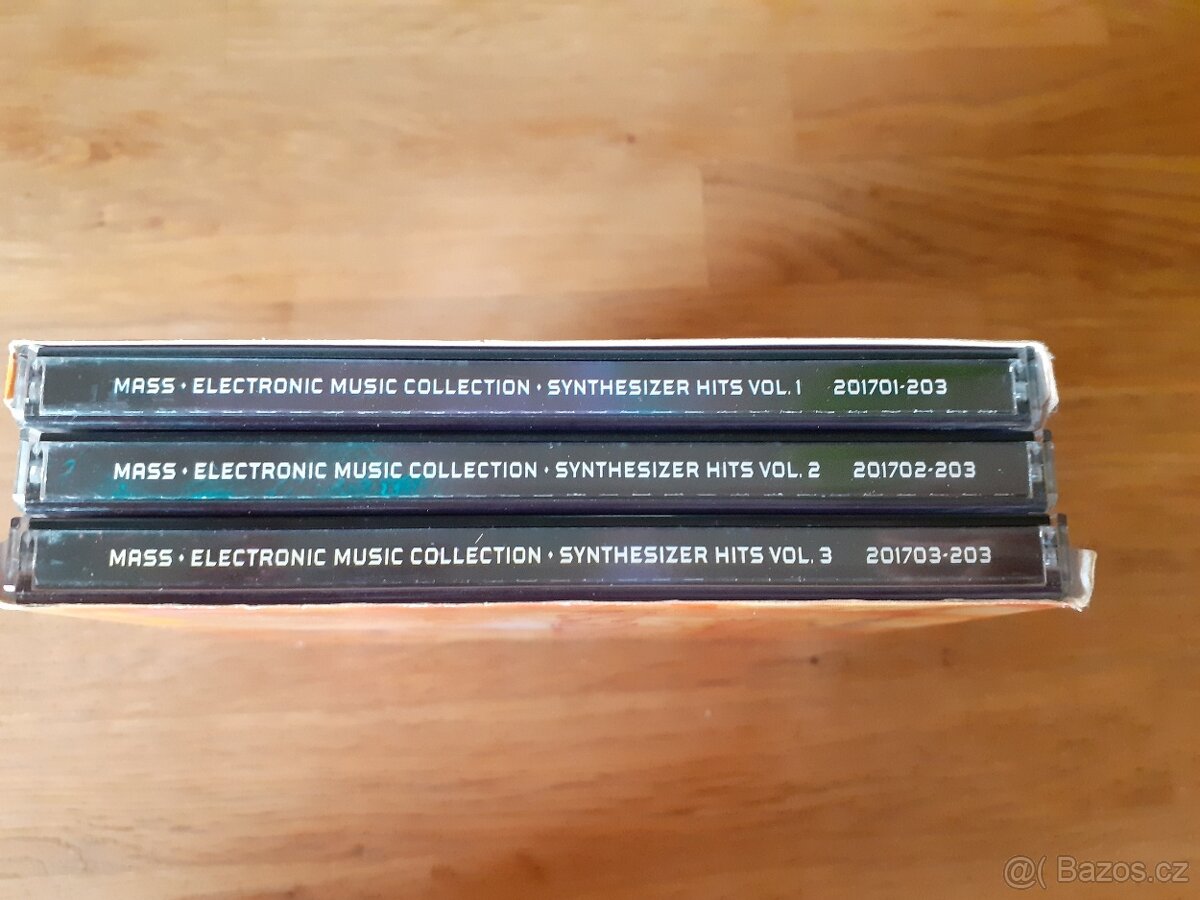 MASS • ELECTRONIC MUSIC COLLECTION • SYNTHESIZER HITS VOL. 1 201701-203
MASS • ELECTRONIC MUSIC COLLECTION • SYNTHESIZER HITS VOL. 2 201702-203
MASS • ELECTRONIC MUSIC COLLECTION • SYNTHESIZER HITS VOL. 3 201703-203
@( Bazos.cz